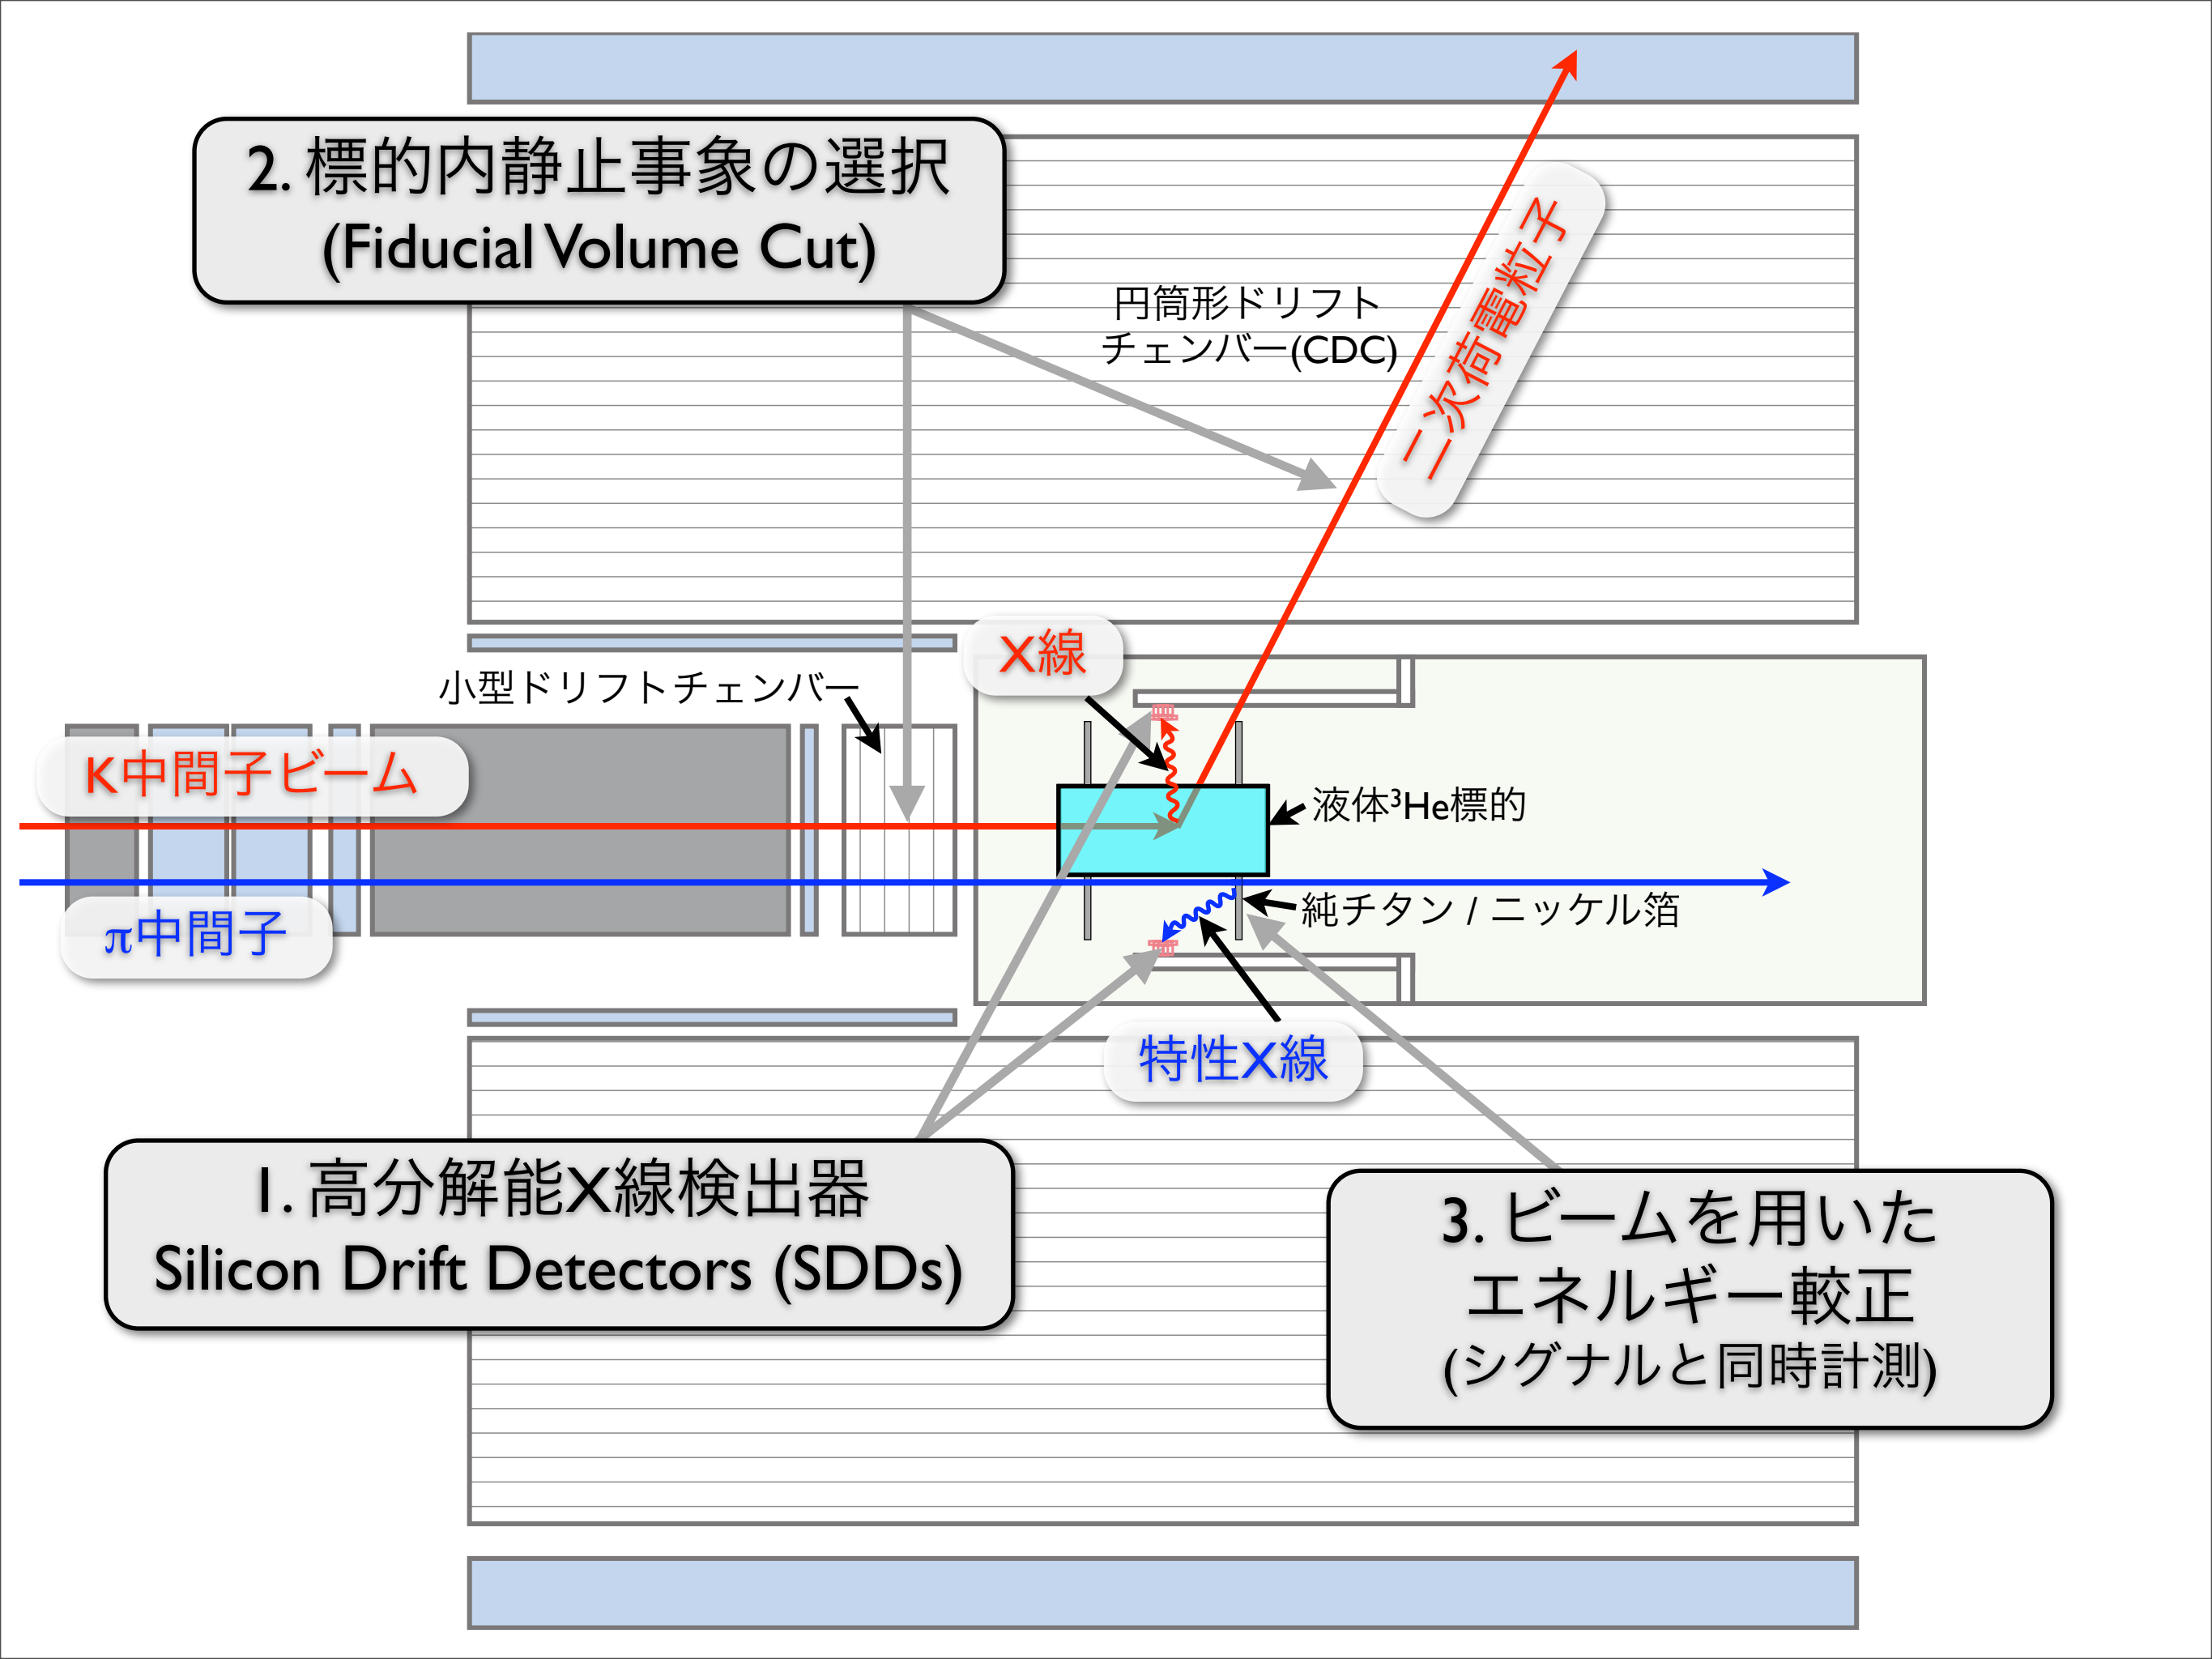 2. 標的内静止事象の選択
(Fiducial Volume Cut)
円筒形ドリフト
チェンバー(CDC)
二次荷電粒子
X線
小型ドリフトチェンバー
K中間子ビーム
液体³He標的
π中間子
純チタン / ニッケル箔
特性X線
1. 高分解能X線検出器
Silicon Drift Detectors (SDDs)
3. ビームを用いた
エネルギー較正
(シグナルと同時計測)